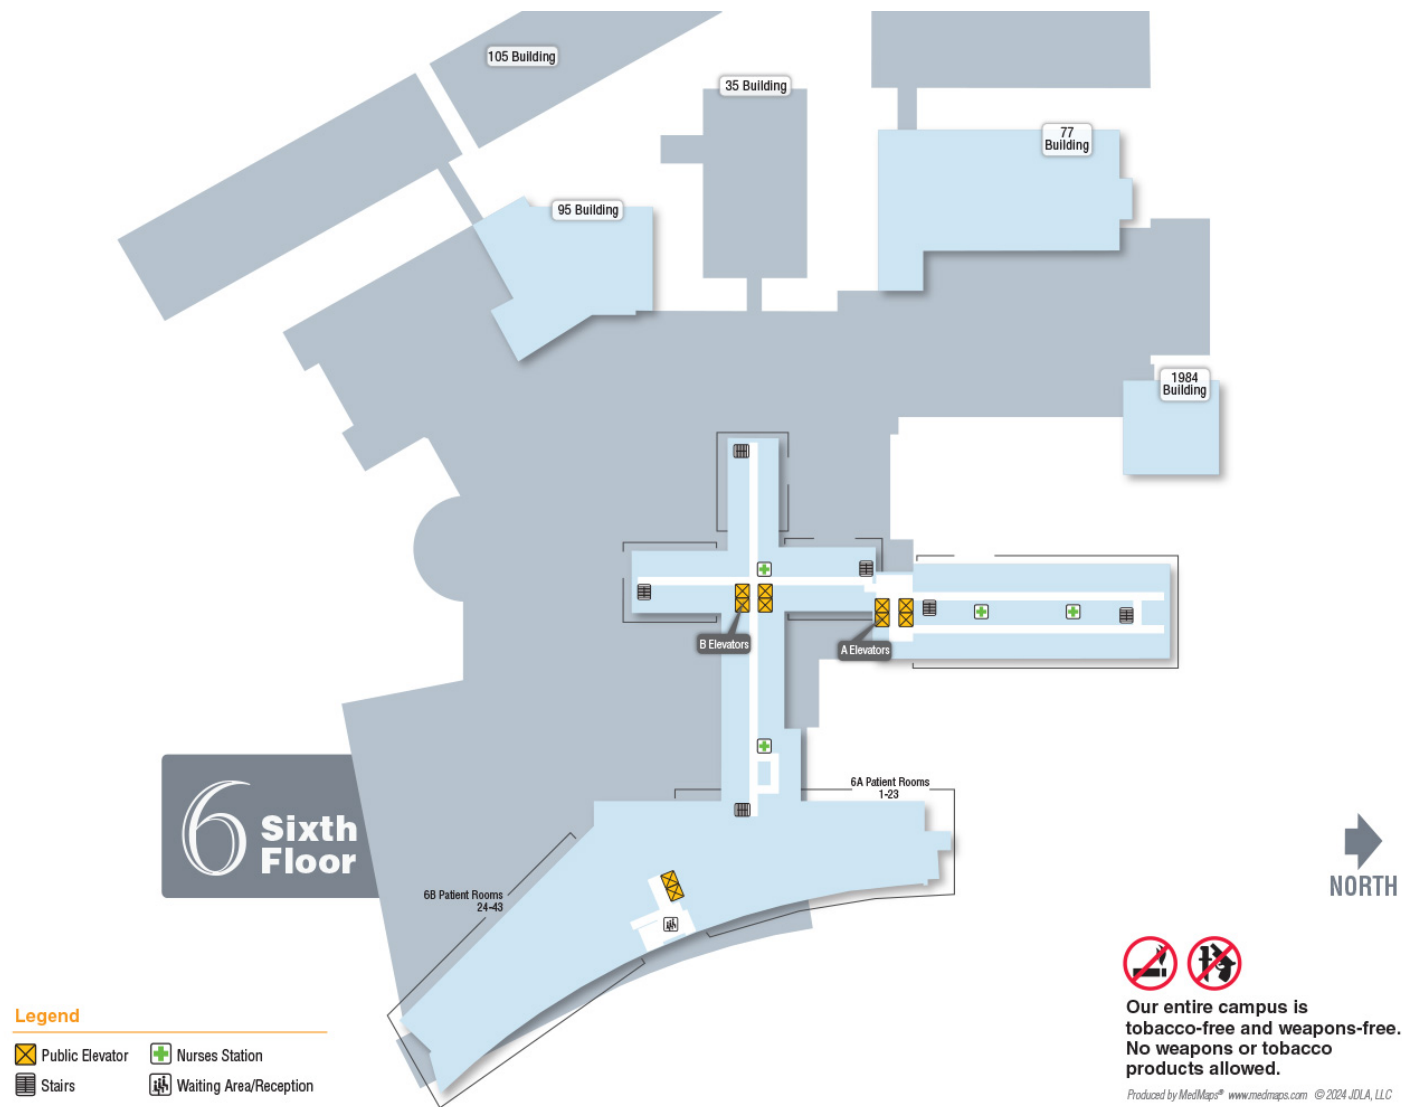 105 Building
35 Building
77
Building
95 Building
1984
Building
B Elevators
A Elevators
6A Patient Rooms
1-23
6 Sixth
Floor
6B Patient Rooms
24-43
NORTH
Legend
Public Elevator
Nurses Station
Stairs
Waiting Area/Reception
Our entire campus is
tobacco-free and weapons-free.
No weapons or tobacco
products allowed.
Produced by MedMaps® www.medmaps.com © 2024 JDLA, LLC